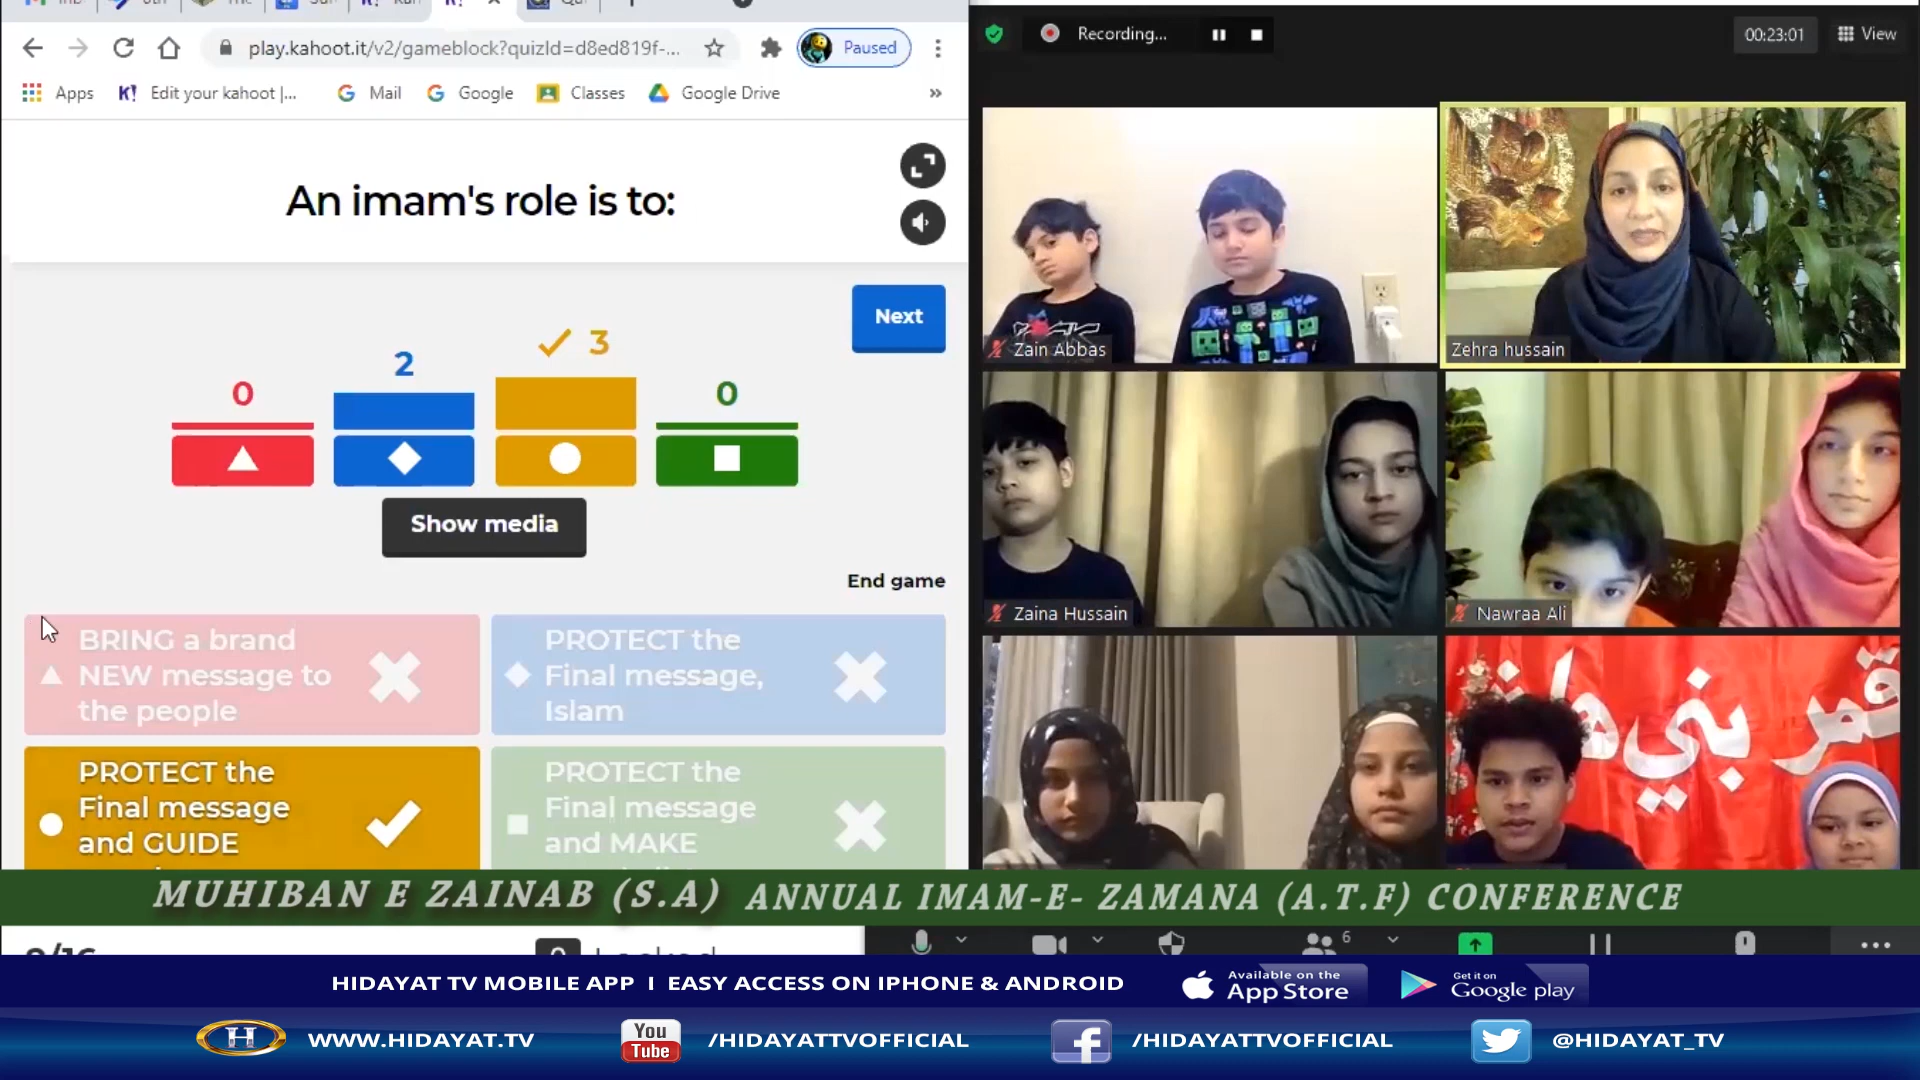 play.kahoot.it/v2/gameblock?quizId=d8ed819f-...
Paused
Apps
K! Edit your kahoot |...
Mail
Google
Classes
Google Drive
»
An imam's role is to:
Next
0
2
3
0
Show media
End game
BRING a brand
NEW message to
the people
PROTECT the
Final message,
Islam
PROTECT the
Final message
and GUIDE
PROTECT the
Final message
and MAKE
Recording...
00:23:01
View
Zain Abbas
Zehra hussain
Zaina Hussain
Nawraa Ali
قمر بني هاشم
6
MUHIBAN E ZAINAB (S.A) ANNUAL IMAM-E- ZAMANA (A.T.F) CONFERENCE
HIDAYAT TV MOBILE APP I EASY ACCESS ON IPHONE & ANDROID
Available on the
App Store
Get it on
Google play
H
WWW.HIDAYAT.TV
You
Tube
/HIDAYATTVOFFICIAL
f
/HIDAYATTVOFFICIAL
@HIDAYAT_TV